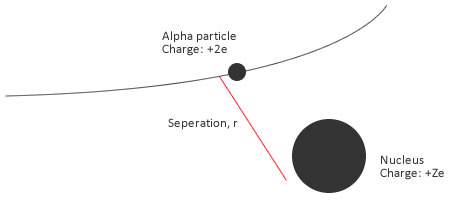 Alpha particle
Charge: +2e
Seperation, r
Nucleus
Charge: +Ze